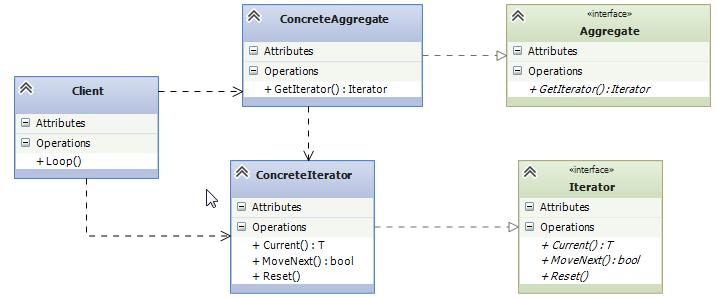 ConcreteAggregate
Attributes
Operations
+ GetIterator() : Iterator
«interface»
Aggregate
Attributes
Operations
+ GetIterator() : Iterator
Client
Attributes
Operations
+ Loop()
ConcreteIterator
Attributes
Operations
+ Current() : T
+ MoveNext() : bool
+ Reset()
«interface»
Iterator
Attributes
Operations
+ Current() : T
+ MoveNext() : bool
+ Reset()